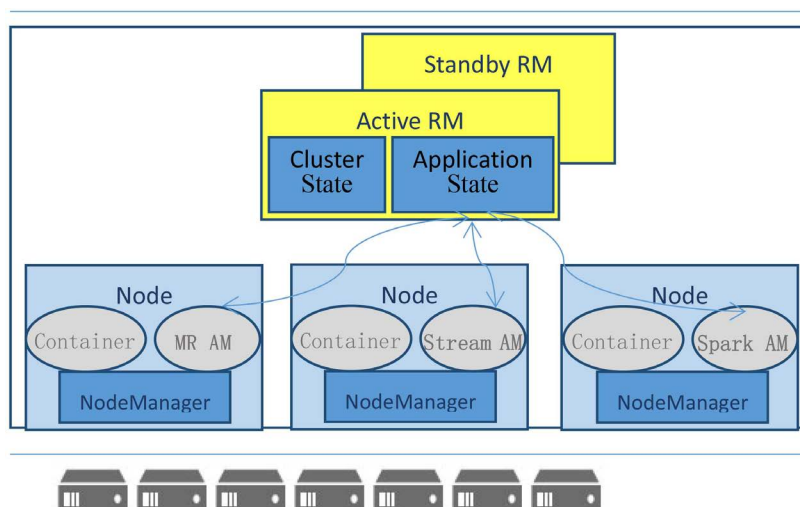 Standby RM
Active RM
Cluster
State
Application
State
Node
Container
MR AM
NodeManager
Node
Container
Stream AM
NodeManager
Node
Container
Spark AM
NodeManager